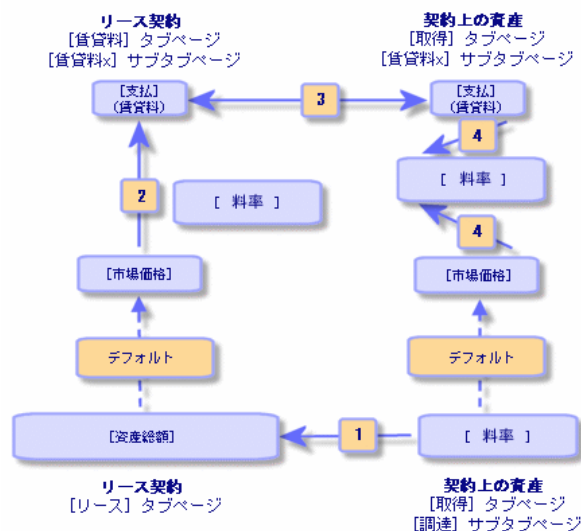 リース契約
[賃貸料] タブページ
[賃貸料x] サブタブページ
契約上の資産
[取得] タブページ
[賃貸料x] サブタブページ
[支払]
(賃貸料)
3
[支払]
(賃貸料)
4
[ 料率 ]
2
[ 料率 ]
4
[市場価格]
[市場価格]
デフォルト
デフォルト
[資産総額]
1
[ 料率 ]
リース契約
[リース] タブページ
契約上の資産
[取得] タブページ
[調達] サブタブページ